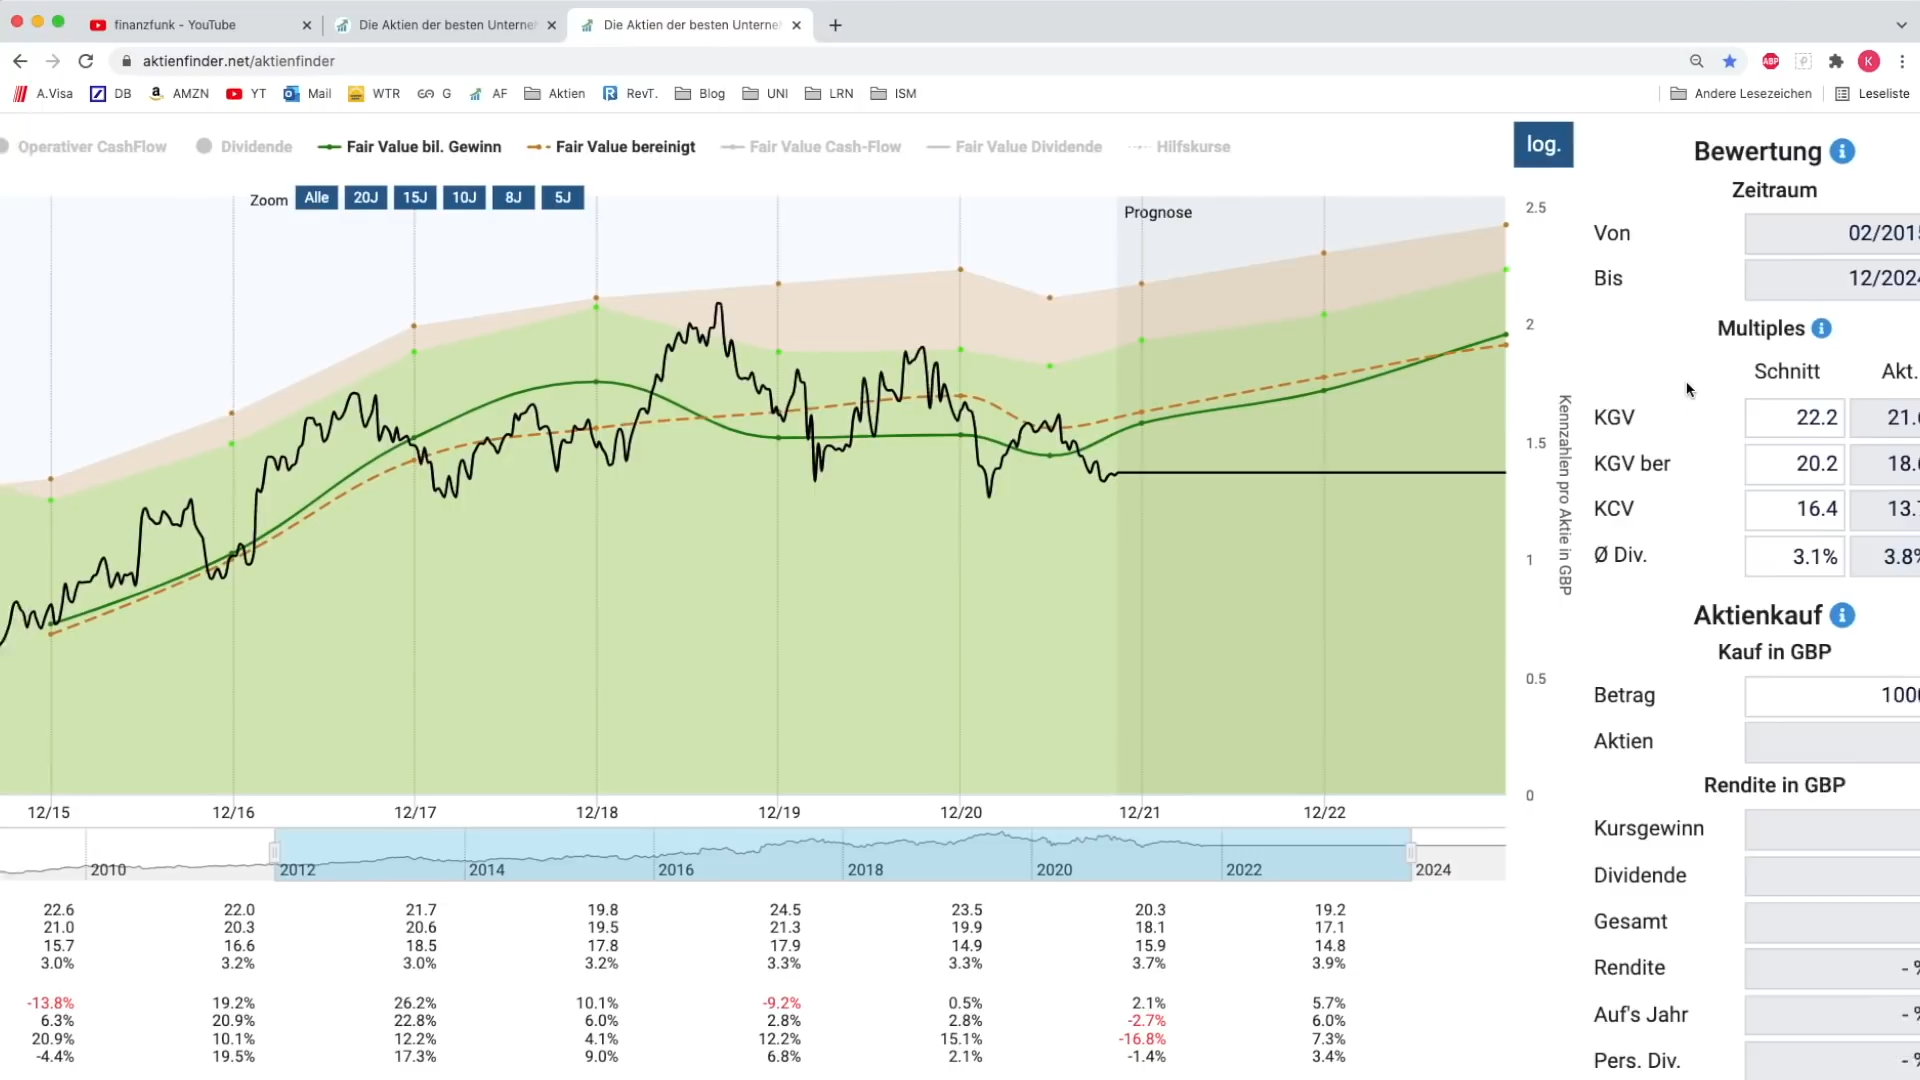 finanzfunk - YouTube
Die Aktien der besten Unterne
Die Aktien der besten Unterne
aktienfinder.net/aktienfinder
ABP
K
A.Visa DB AMZN YT Mail WTR G AF Aktien RevT. Blog UNI LRN ISM Andere Lesezeichen Leseliste
Operativer CashFlow Dividende Fair Value bil. Gewinn Fair Value bereinigt Fair Value Cash-Flow Fair Value Dividende Hilfskurse
log.
Zoom Alle 20J 15J 10J 8J 5J
Prognose
2.5
2
1.5
1
0.5
0
Kennzahlen pro Aktie in GBP
12/15 12/16 12/17 12/18 12/19 12/20 12/21 12/22
2010 2012 2014 2016 2018 2020 2022 2024
22.6 22.0 21.7 19.8 24.5 23.5 20.3 19.2
21.0 20.3 20.6 19.5 21.3 19.9 18.1 17.1
15.7 16.6 18.5 17.8 17.9 14.9 15.9 14.8
3.0% 3.2% 3.0% 3.2% 3.3% 3.3% 3.7% 3.9%
-13.8% 19.2% 26.2% 10.1% -9.2% 0.5% 2.1% 5.7%
6.3% 20.9% 22.8% 6.0% 2.8% 2.8% -2.7% 6.0%
20.9% 10.1% 12.2% 4.1% 12.2% 15.1% -16.8% 7.3%
-4.4% 19.5% 17.3% 9.0% 6.8% 2.1% -1.4% 3.4%
Bewertung
Zeitraum
Von 02/201
Bis 12/202
Multiples
Schnitt Akt.
KGV 22.2 21.
KGV ber 20.2 18.
KCV 16.4 13.
Ø Div. 3.1% 3.8%
Aktienkauf
Kauf in GBP
Betrag 100
Aktien
Rendite in GBP
Kursgewinn
Dividende
Gesamt
Rendite - %
Auf's Jahr - %
Pers. Div. - %